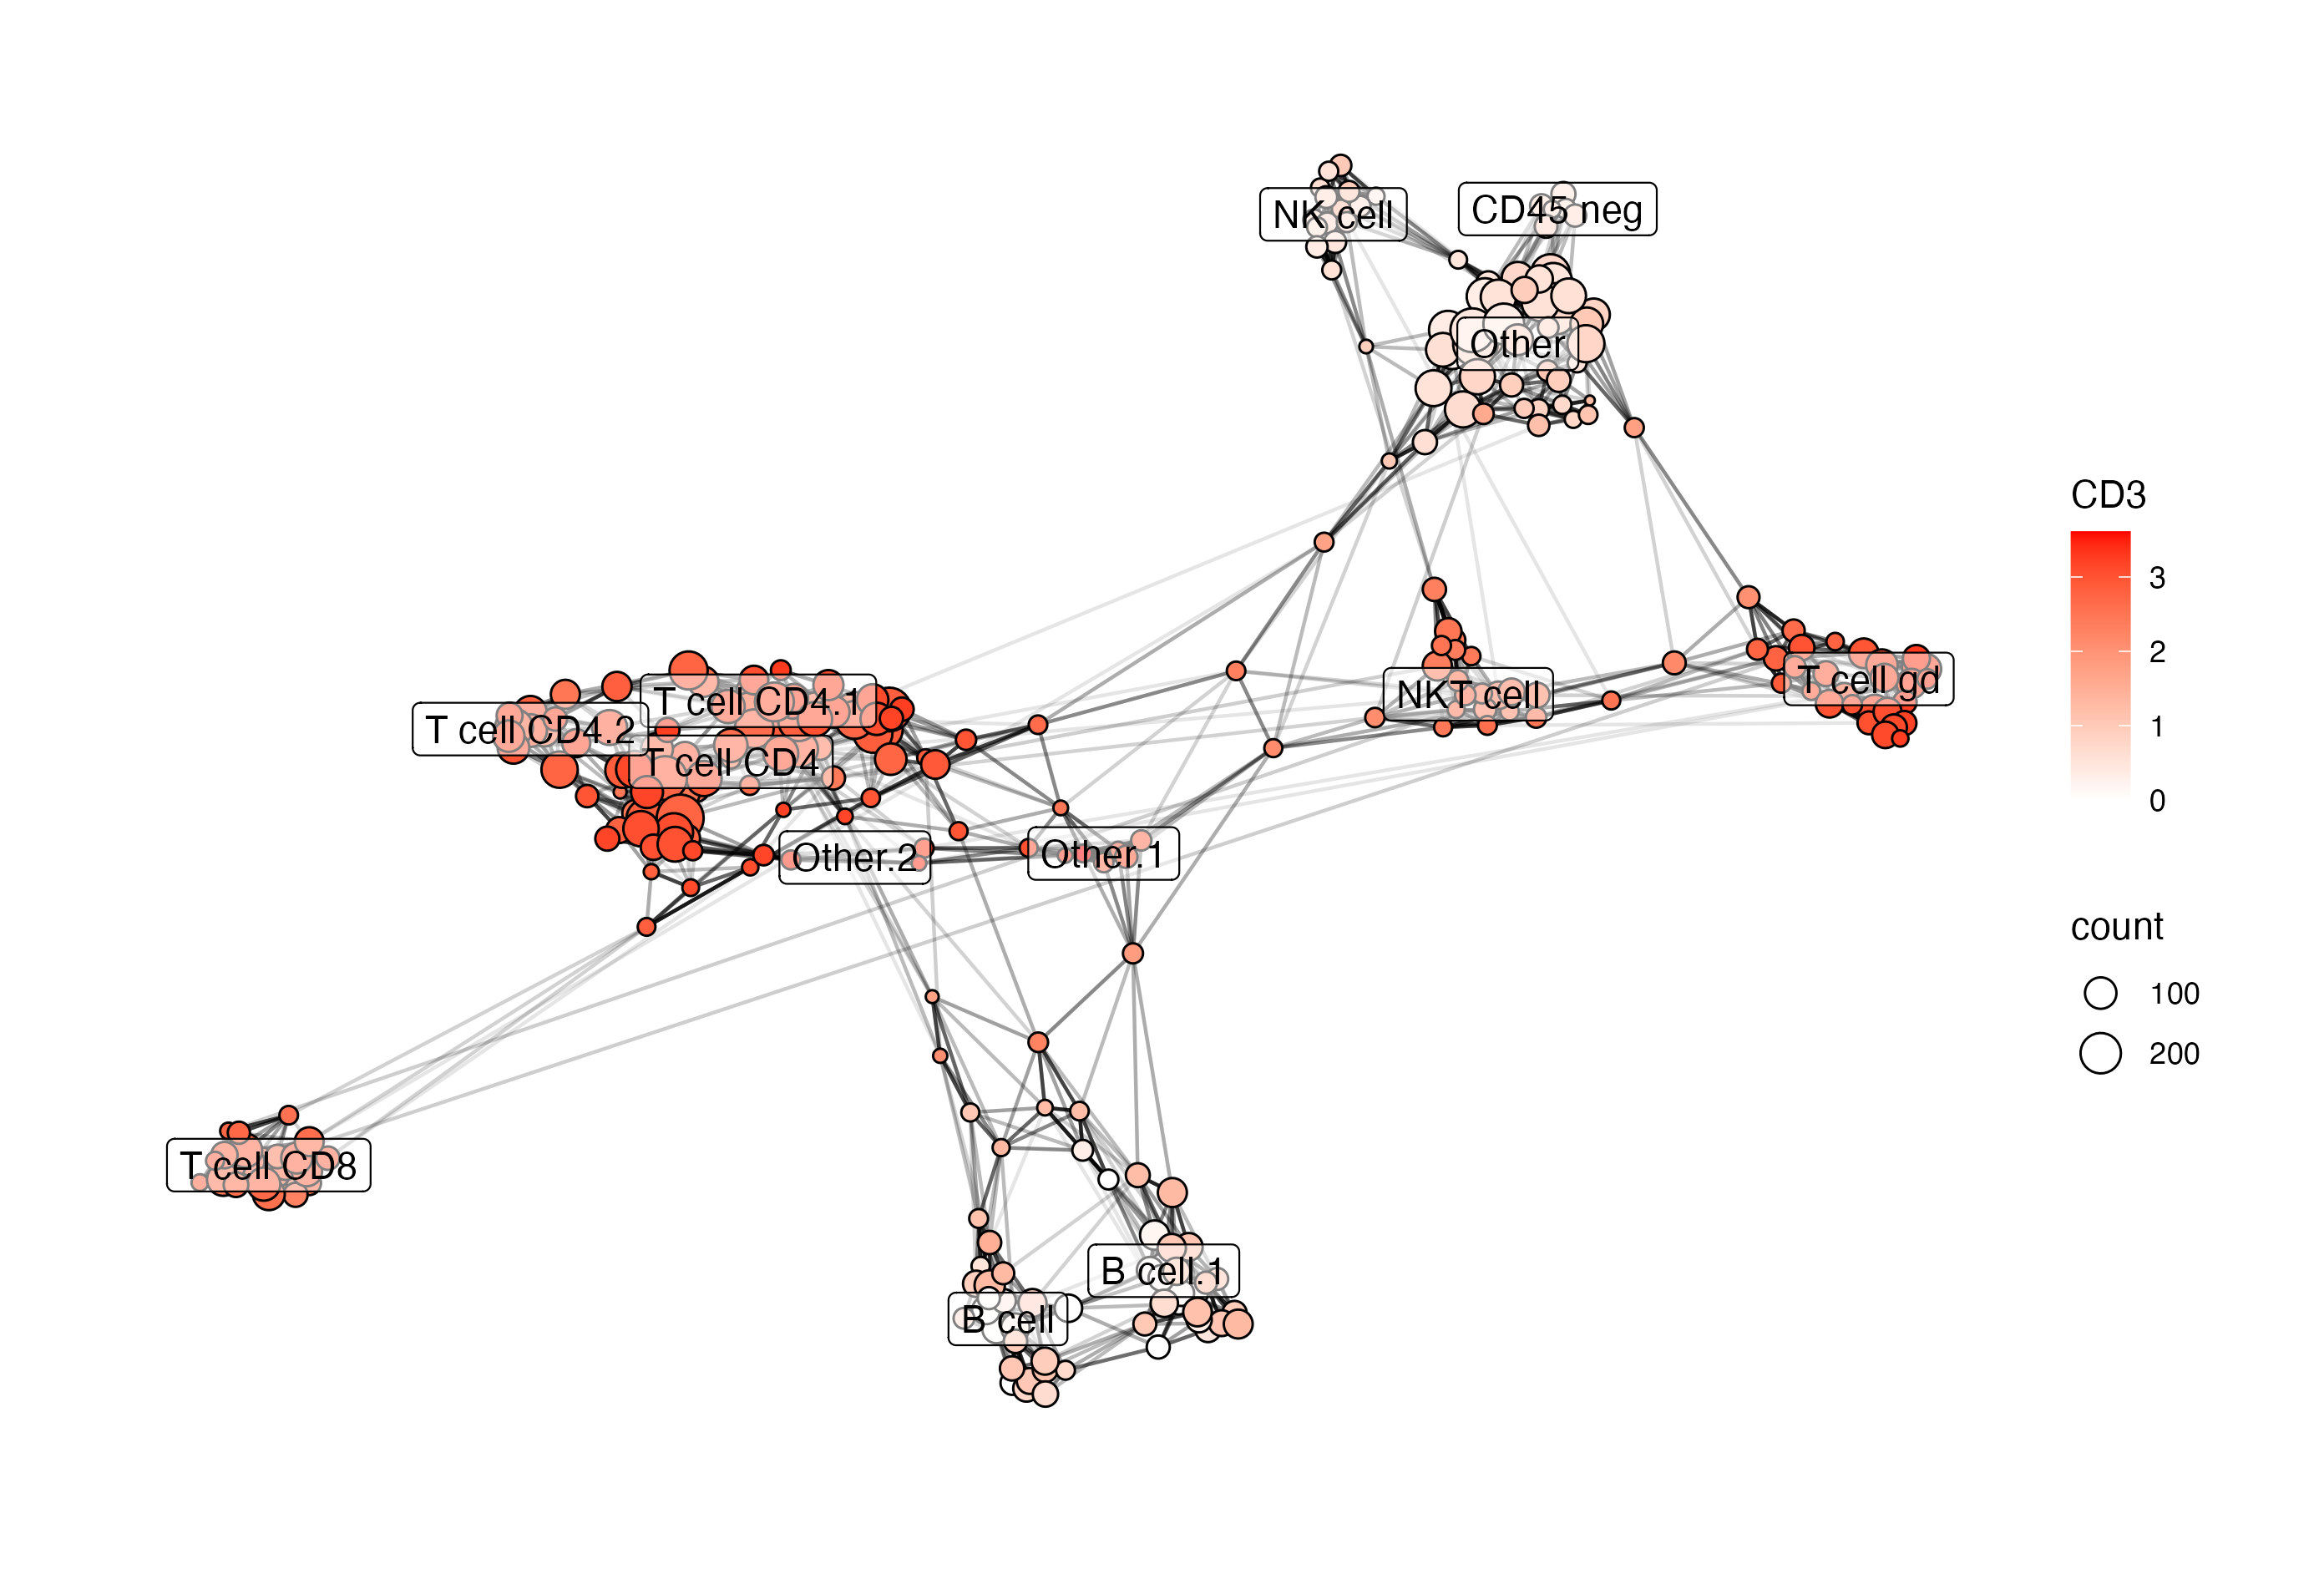 NK cell
CD45 neg
Other
CD3
3
2
1
0
T cell gd
NKT cell
T cell CD4.1
T cell CD4.2
T cell CD4
Other.2
Other.1
count
100
200
T cell CD8
B cell.1
B cell